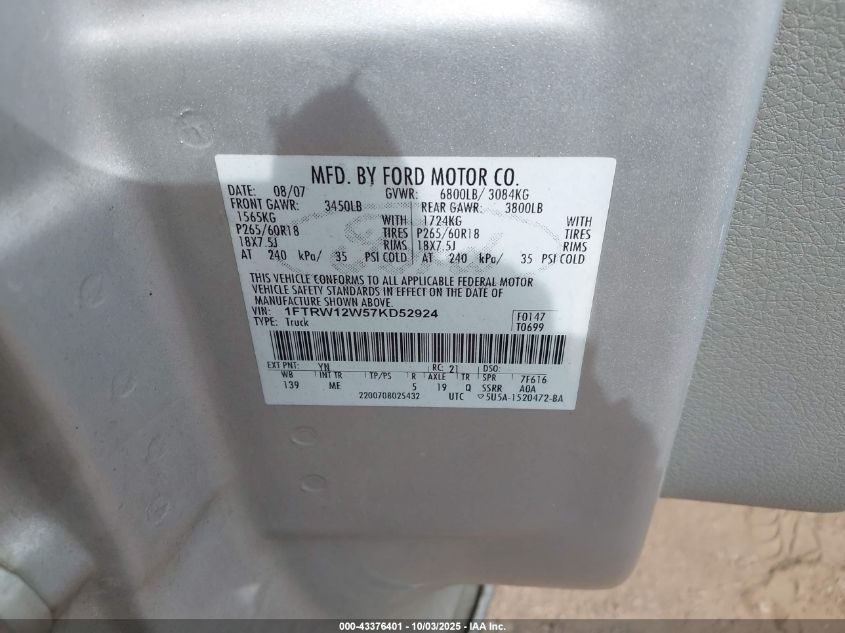 MFD. BY FORD MOTOR CO.
DATE: 08/07 GVWR: 6800LB/ 3084KG
FRONT GAWR: 3450LB REAR GAWR: 3800LB
1565KG WITH 1724KG WITH
P265/60R18 TIRES P265/60R18 TIRES
18X7.5J RIMS 18X7.5J RIMS
AT 240 kPa/ 35 PSI COLD AT 240 kPa/ 35 PSI COLD
THIS VEHICLE CONFORMS TO ALL APPLICABLE FEDERAL MOTOR
VEHICLE SAFETY STANDARDS IN EFFECT ON THE DATE OF
MANUFACTURE SHOWN ABOVE.
VIN: 1FTRW12W57KD52924 F0147
TYPE: Truck T0699
EXT PNT: YN RC: 21 DSO:
WB INT TR TP/PS R AXLE TR SPR 7F616
139 ME 5 19 Q SSRR A0A
2200708025432 UTC ▽5U5A-1520472-BA
000-43376401 - 10/03/2025 - IAA Inc.